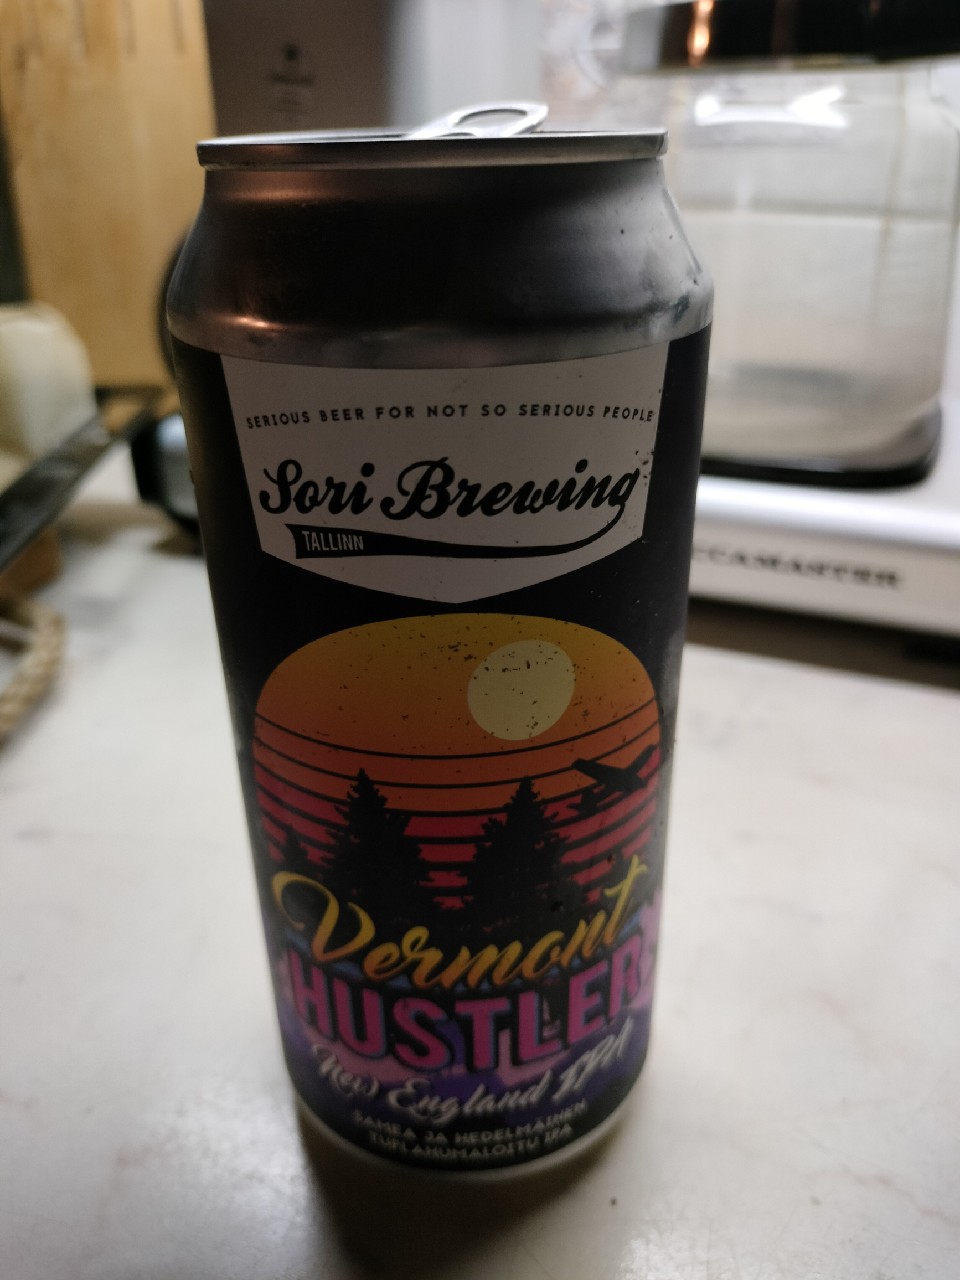 SERIOUS BEER FOR NOT SO SERIOUS PEOPLE
Sori Brewing
TALLINN
CCAMASTER
Vermont
HUSTLER
New England IPA
SAMEA JA HEDELMÄINEN
TUPLAHUMALOITU IPA